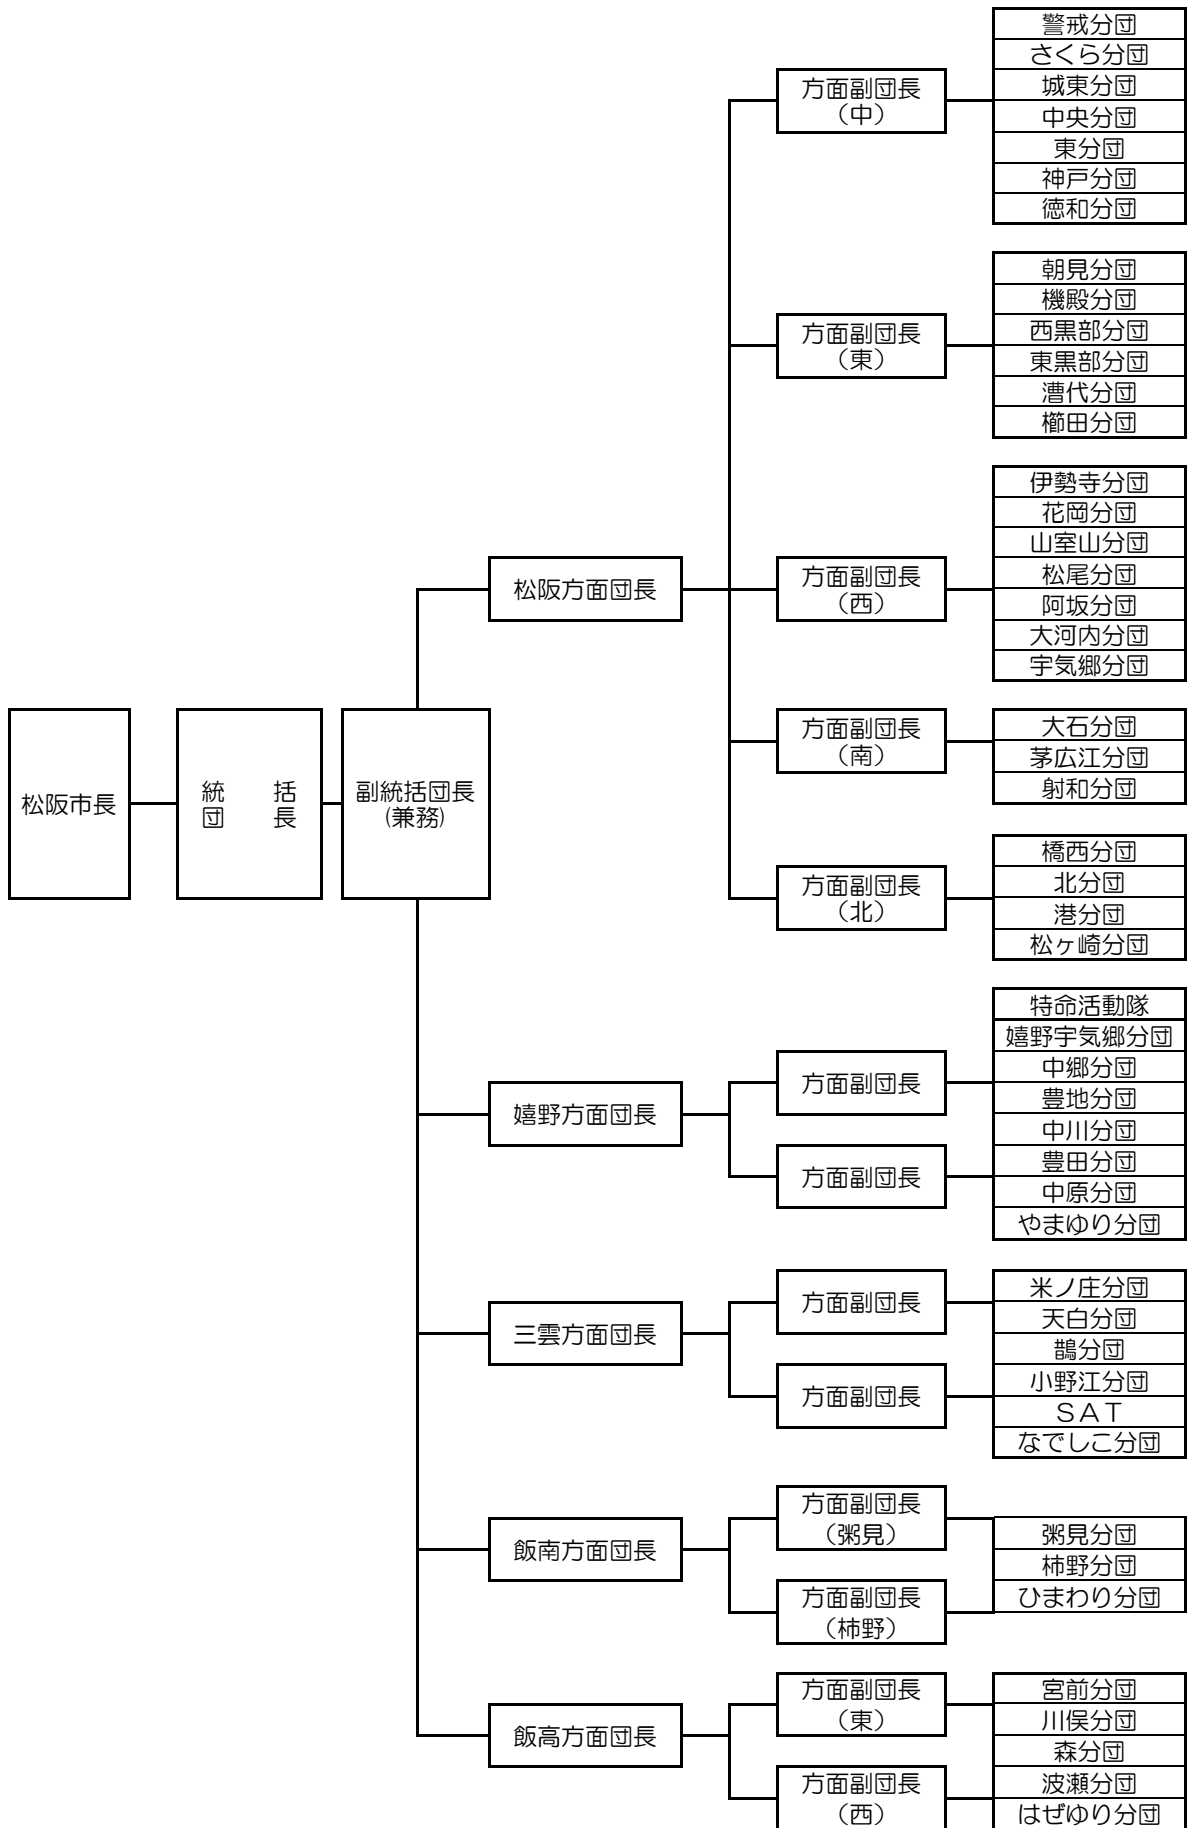 松阪市長
統　　括
団　　長
副統括団長
(兼務)
松阪方面団長
方面副団長
（中）
警戒分団
さくら分団
城東分団
中央分団
東分団
神戸分団
徳和分団
方面副団長
（東）
朝見分団
機殿分団
西黒部分団
東黒部分団
漕代分団
櫛田分団
方面副団長
（西）
伊勢寺分団
花岡分団
山室山分団
松尾分団
阿坂分団
大河内分団
宇気郷分団
方面副団長
（南）
大石分団
茅広江分団
射和分団
方面副団長
（北）
橋西分団
北分団
港分団
松ヶ崎分団
嬉野方面団長
方面副団長
方面副団長
特命活動隊
嬉野宇気郷分団
中郷分団
豊地分団
中川分団
豊田分団
中原分団
やまゆり分団
三雲方面団長
方面副団長
方面副団長
米ノ庄分団
天白分団
鵲分団
小野江分団
ＳＡＴ
なでしこ分団
飯南方面団長
方面副団長
（粥見）
方面副団長
（柿野）
粥見分団
柿野分団
ひまわり分団
飯高方面団長
方面副団長
（東）
方面副団長
（西）
宮前分団
川俣分団
森分団
波瀬分団
はぜゆり分団